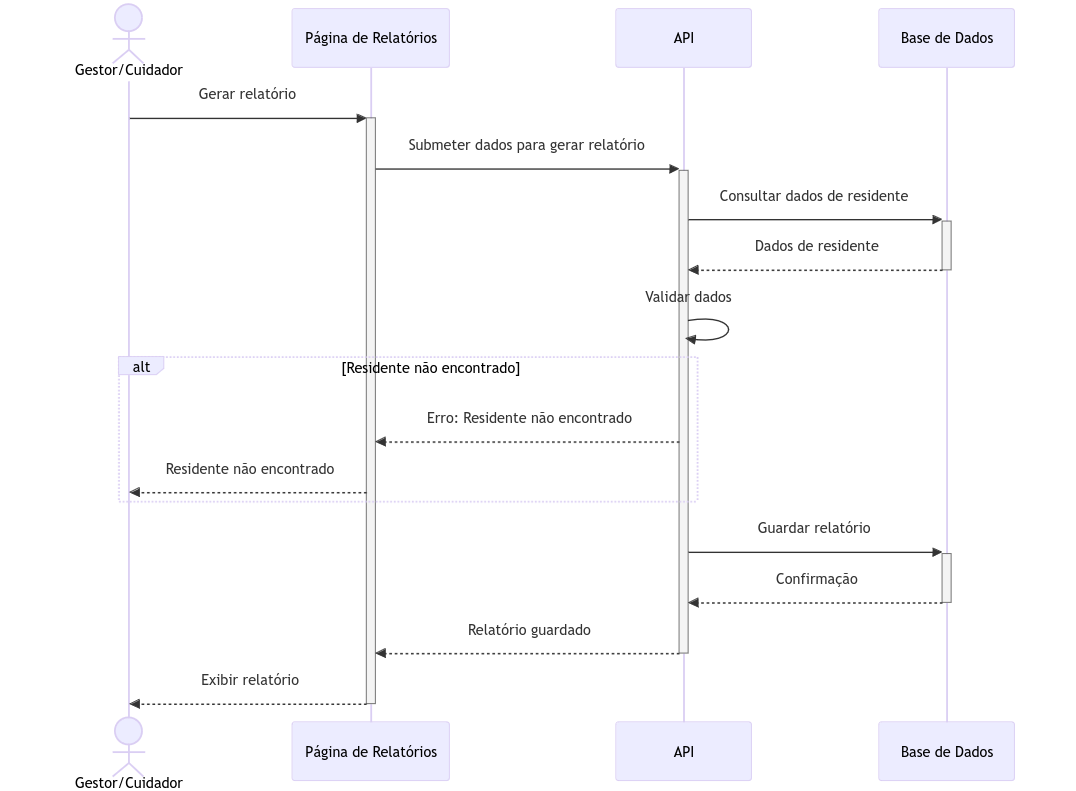 Gestor/Cuidador
Página de Relatórios
API
Base de Dados
Gerar relatório
Submeter dados para gerar relatório
Consultar dados de residente
Dados de residente
Validar dados
alt
[Residente não encontrado]
Erro: Residente não encontrado
Residente não encontrado
Guardar relatório
Confirmação
Relatório guardado
Exibir relatório
Gestor/Cuidador
Página de Relatórios
API
Base de Dados